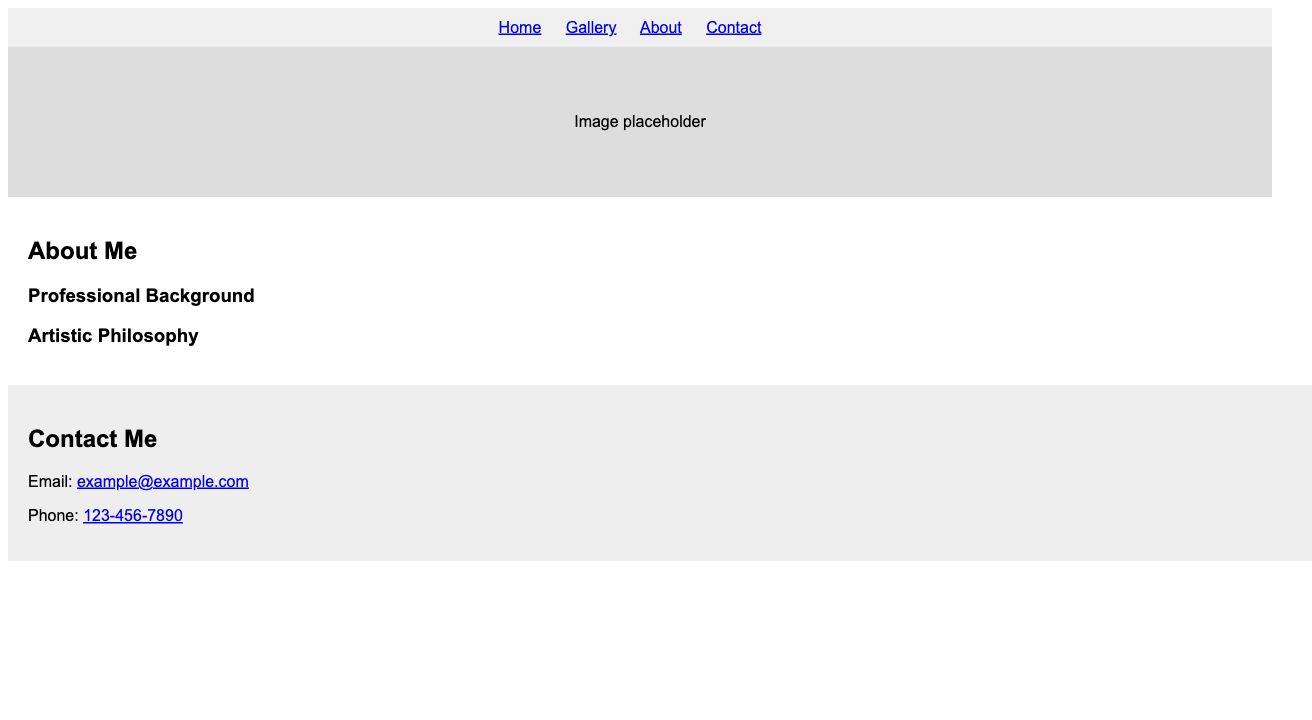 Home Gallery About Contact
Image placeholder
About Me
Professional Background
Artistic Philosophy
Contact Me
Email: example@example.com
Phone: 123-456-7890